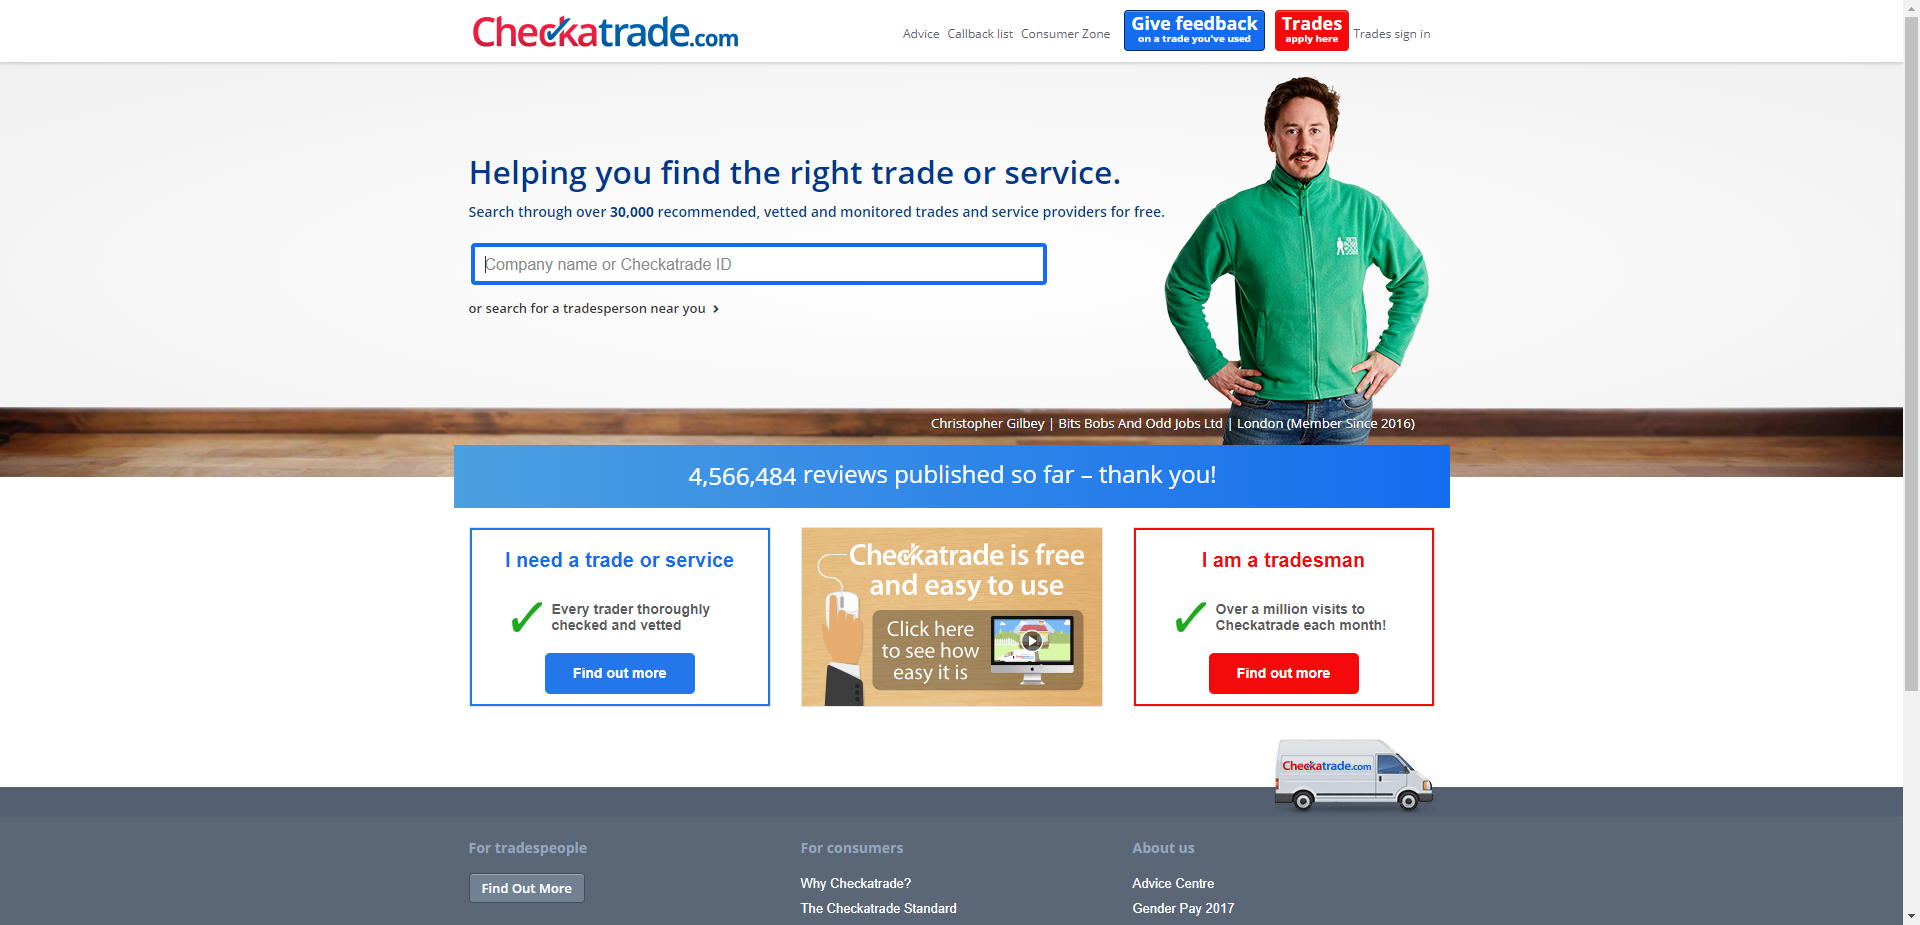 Checkatrade.com
Advice Callback list Consumer Zone
Give feedback
on a trade you've used
Trades
apply here
Trades sign in
Helping you find the right trade or service.
Search through over 30,000 recommended, vetted and monitored trades and service providers for free.
Company name or Checkatrade ID
or search for a tradesperson near you
Christopher Gilbey | Bits Bobs And Odd Jobs Ltd | London (Member Since 2016)
4,566,484 reviews published so far – thank you!
I need a trade or service
Every trader thoroughly
checked and vetted
Find out more
Checkatrade is free
and easy to use
Click here
to see how
easy it is
I am a tradesman
Over a million visits to
Checkatrade each month!
Find out more
Checkatrade.com
For tradespeople
Find Out More
For consumers
Why Checkatrade?
The Checkatrade Standard
About us
Advice Centre
Gender Pay 2017